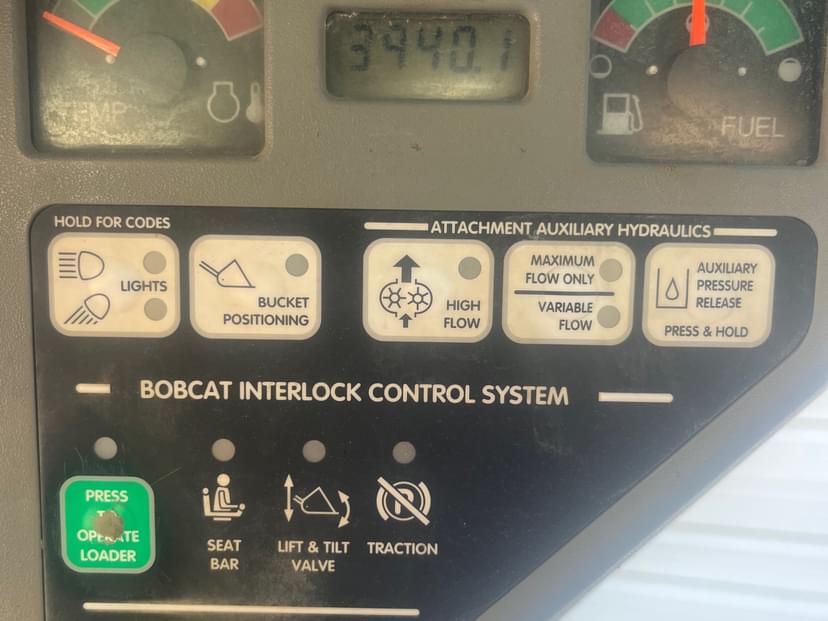 3440.1
TEMP
FUEL
HOLD FOR CODES
ATTACHMENT AUXILIARY HYDRAULICS
LIGHTS
BUCKET
POSITIONING
HIGH
FLOW
MAXIMUM
FLOW ONLY
VARIABLE
FLOW
AUXILIARY
PRESSURE
RELEASE
PRESS & HOLD
BOBCAT INTERLOCK CONTROL SYSTEM
PRESS
TO
OPERATE
LOADER
SEAT
BAR
LIFT & TILT
VALVE
P
TRACTION